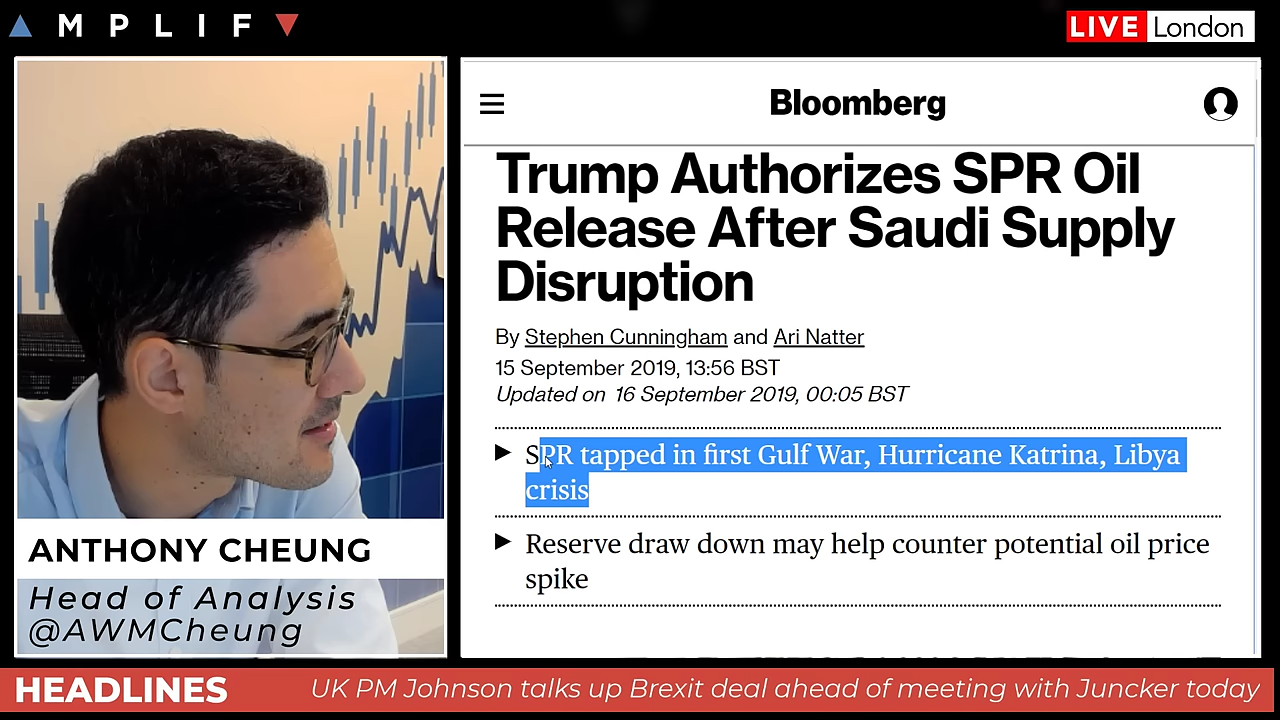 MPLIF
LIVE London
Bloomberg
Trump Authorizes SPR Oil
Release After Saudi Supply
Disruption
By Stephen Cunningham and Ari Natter
15 September 2019, 13:56 BST
Updated on 16 September 2019, 00:05 BST
SPR tapped in first Gulf War, Hurricane Katrina, Libya
crisis
Reserve draw down may help counter potential oil price
spike
ANTHONY CHEUNG
Head of Analysis
@AWMCheung
HEADLINES UK PM Johnson talks up Brexit deal ahead of meeting with Juncker today